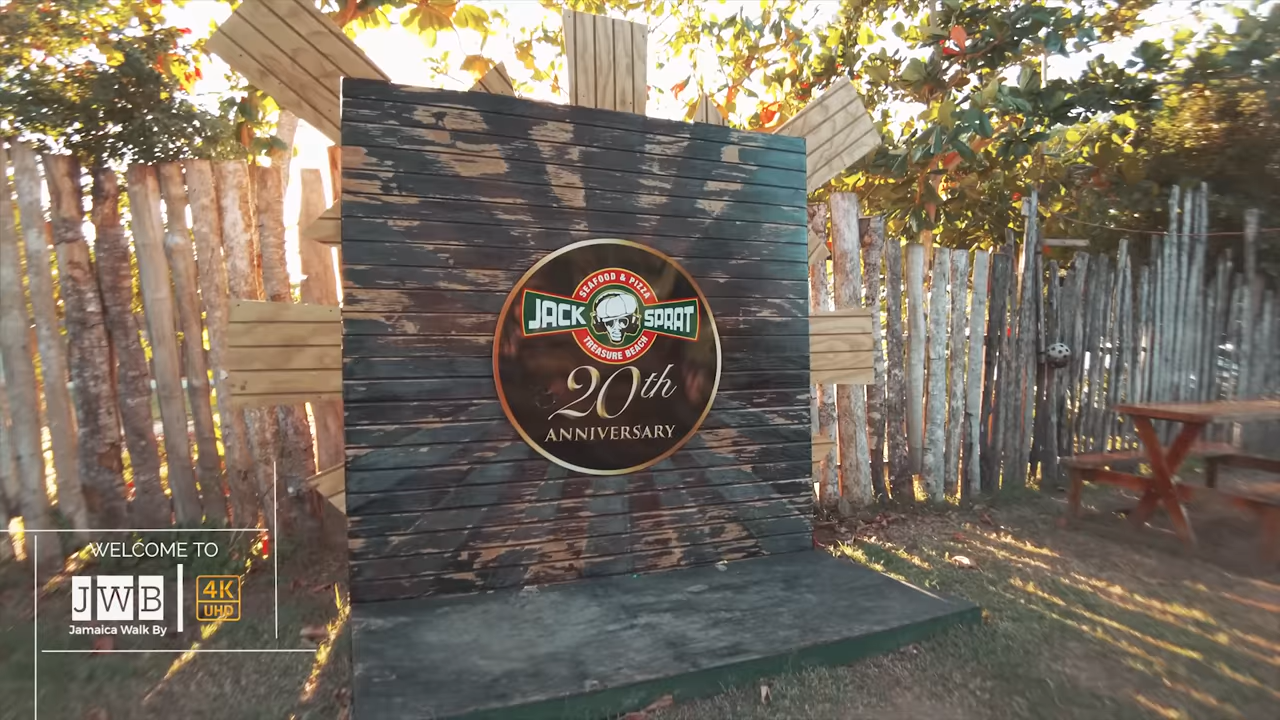 SEAFOOD & PIZZA
JACK SPRAT
TREASURE BEACH
20th
ANNIVERSARY
WELCOME TO
JWB
4K
UHD
Jamaica Walk By